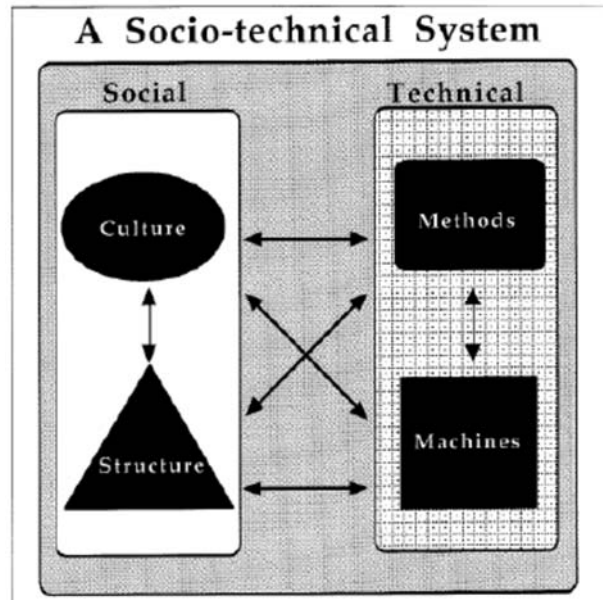 A Socio-technical System
Social
Technical
Culture
Methods
Structure
Machines